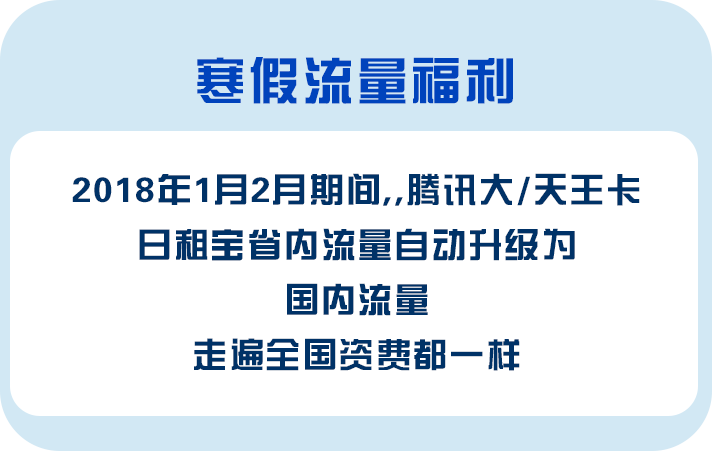 寒假流量福利
2018年1月2月期间,,腾讯大/天王卡
日租宝省内流量自动升级为
国内流量
走遍全国资费都一样